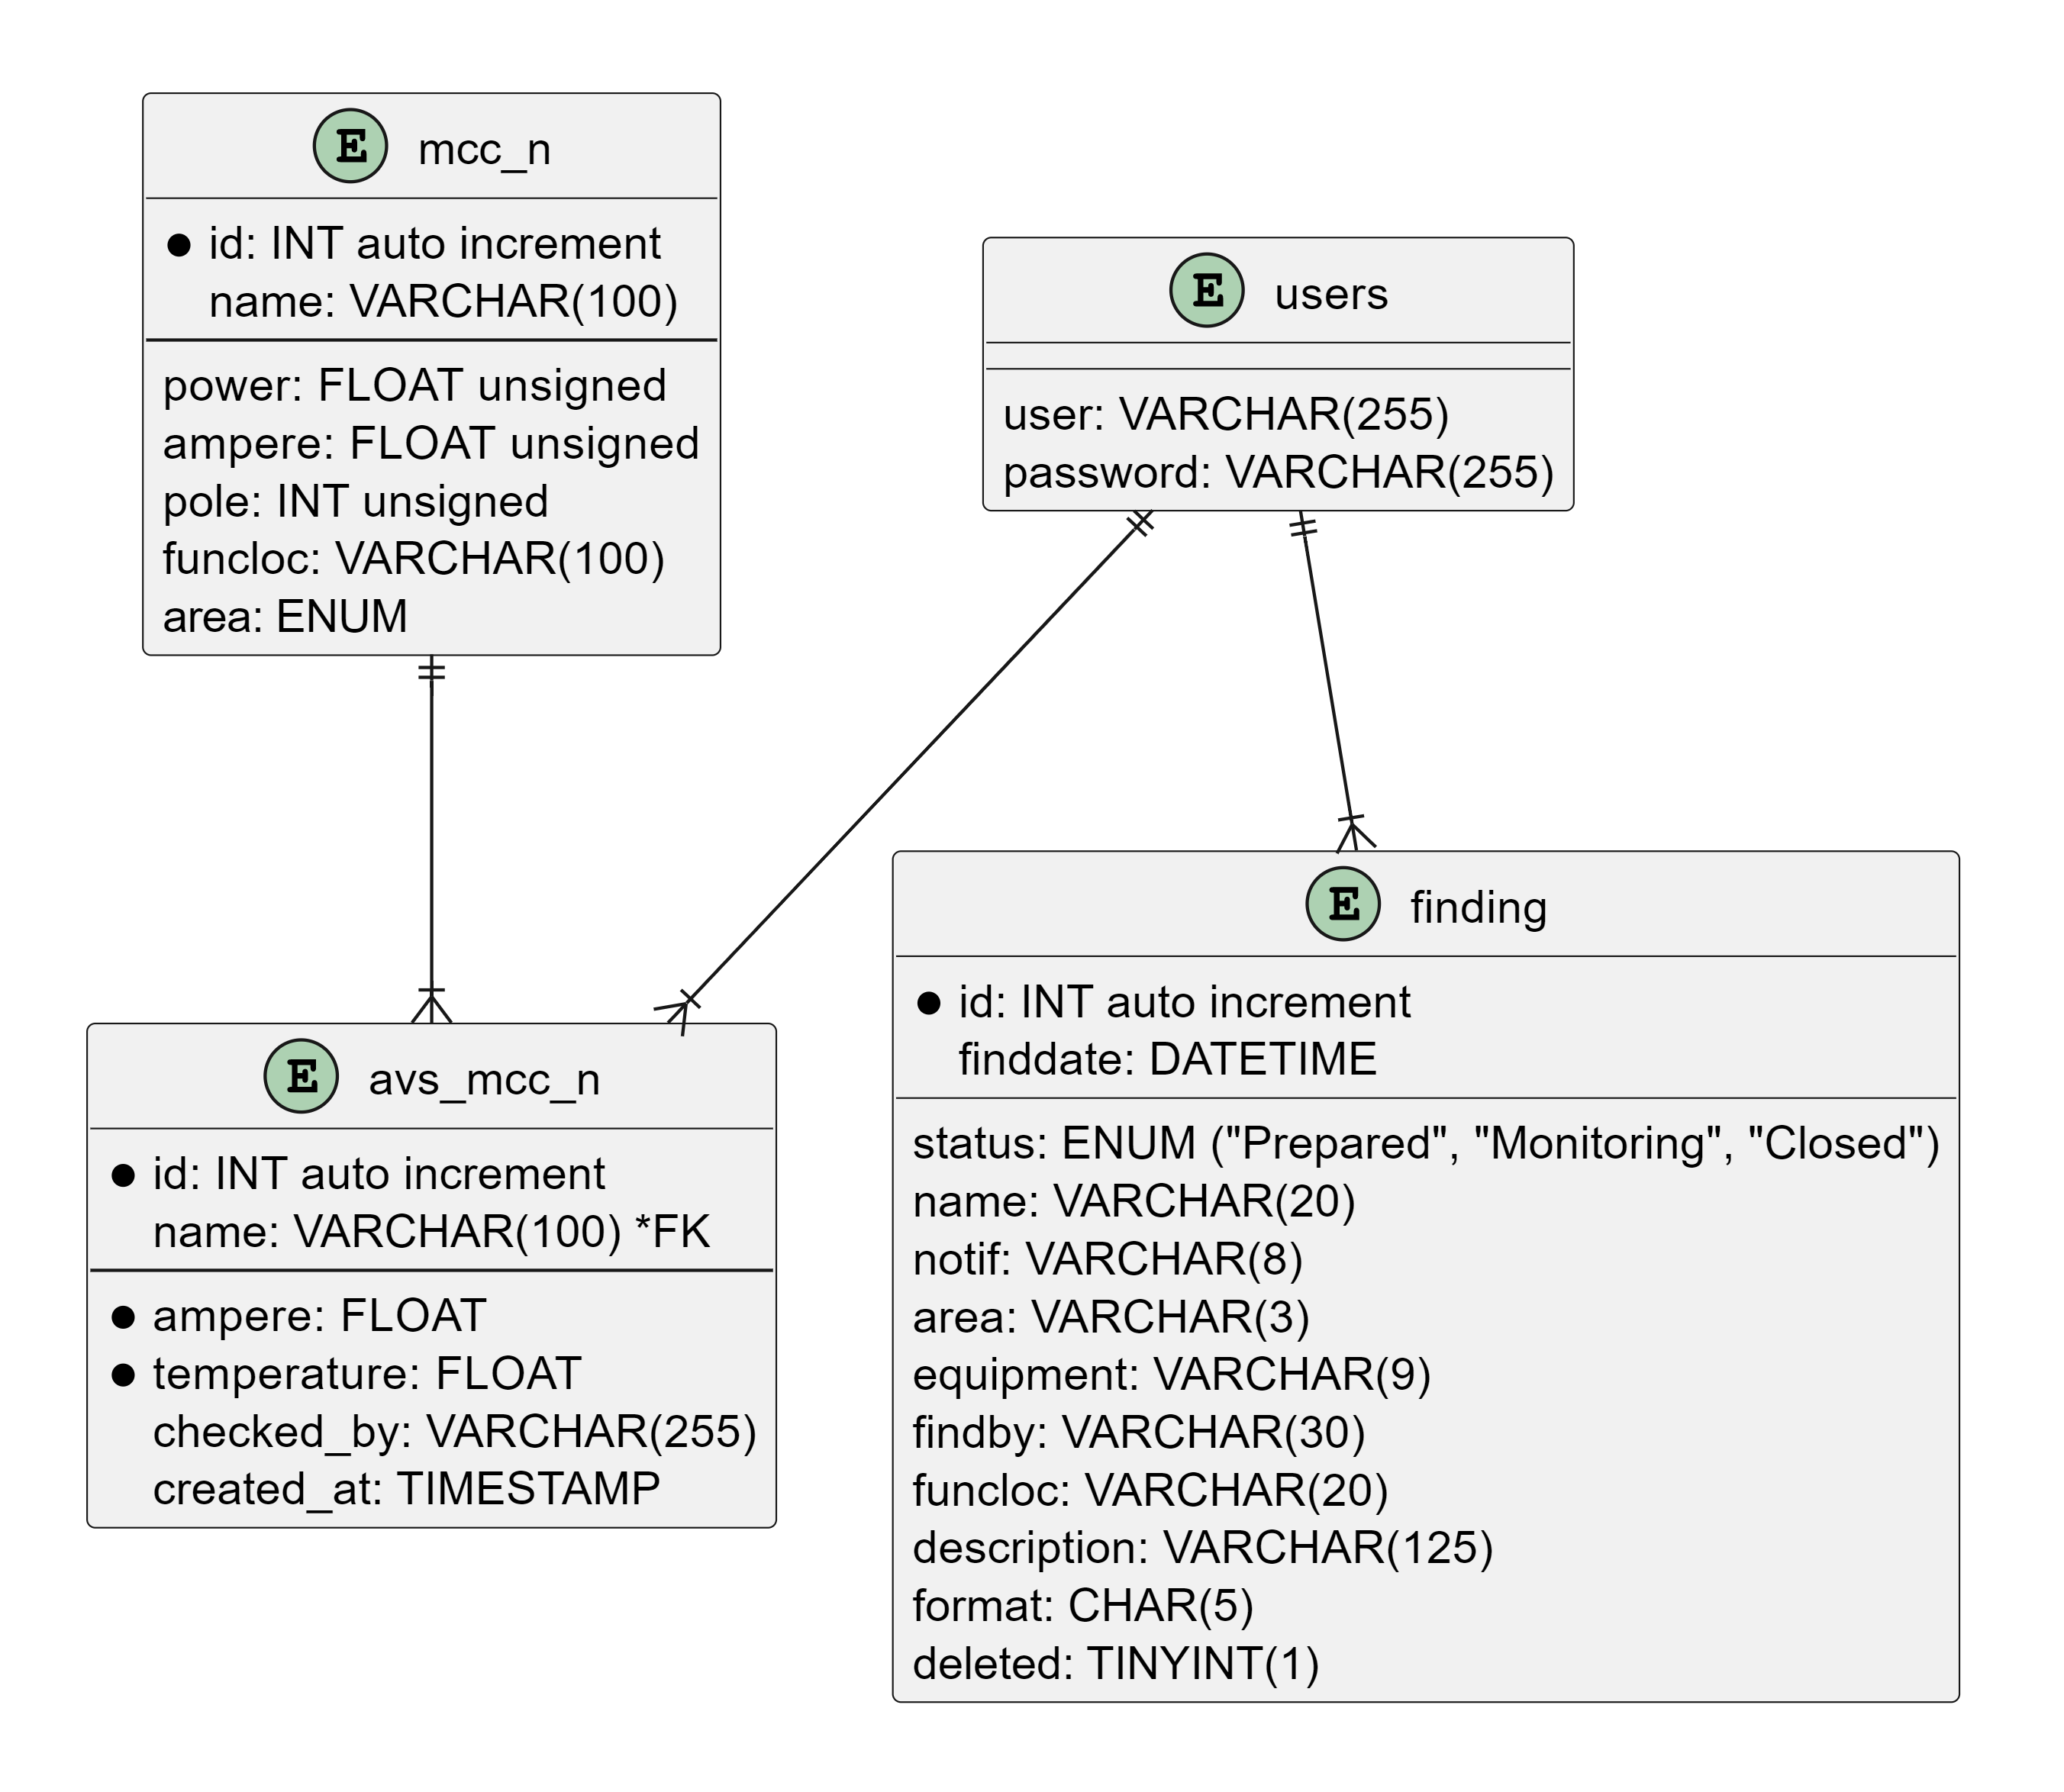 E mcc_n
id: INT auto increment
name: VARCHAR(100)
power: FLOAT unsigned
ampere: FLOAT unsigned
pole: INT unsigned
funcloc: VARCHAR(100)
area: ENUM
E users
user: VARCHAR(255)
password: VARCHAR(255)
E avs_mcc_n
id: INT auto increment
name: VARCHAR(100) *FK
ampere: FLOAT
temperature: FLOAT
checked_by: VARCHAR(255)
created_at: TIMESTAMP
E finding
id: INT auto increment
finddate: DATETIME
status: ENUM ("Prepared", "Monitoring", "Closed")
name: VARCHAR(20)
notif: VARCHAR(8)
area: VARCHAR(3)
equipment: VARCHAR(9)
findby: VARCHAR(30)
funcloc: VARCHAR(20)
description: VARCHAR(125)
format: CHAR(5)
deleted: TINYINT(1)